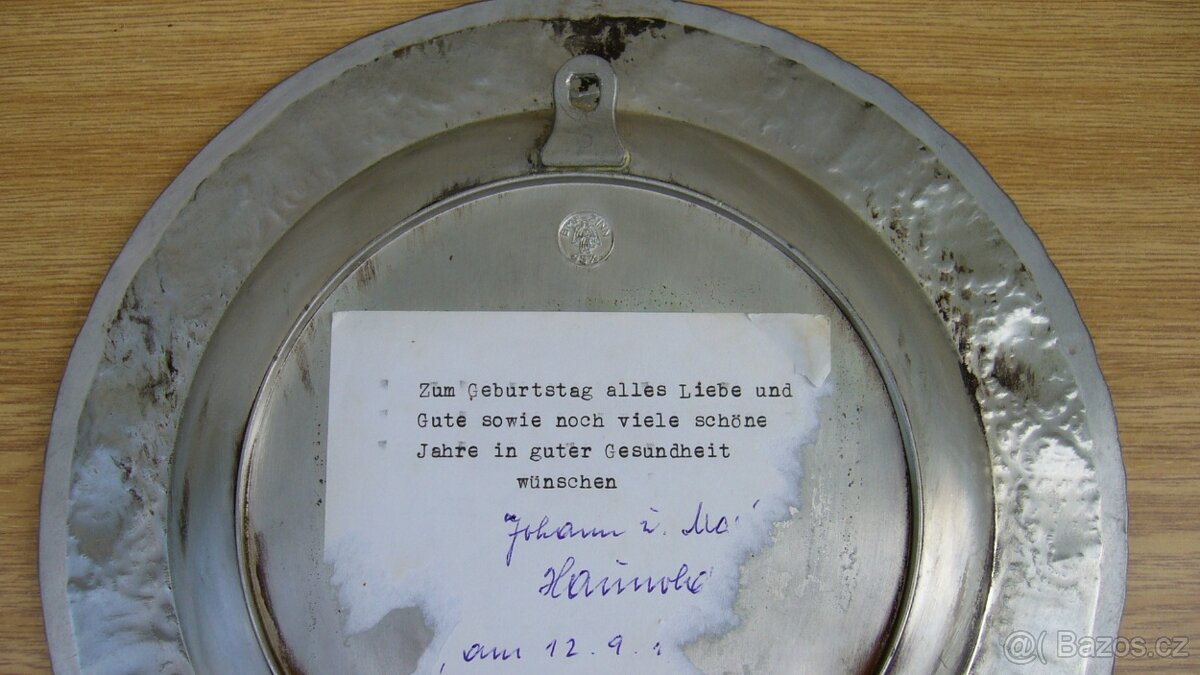 95%
Zum Geburtstag alles Liebe und
Gute sowie noch viele schöne
Jahre in guter Gesundheit
wünschen
Johann u.
am 12. 9.
@( Bazos.cz